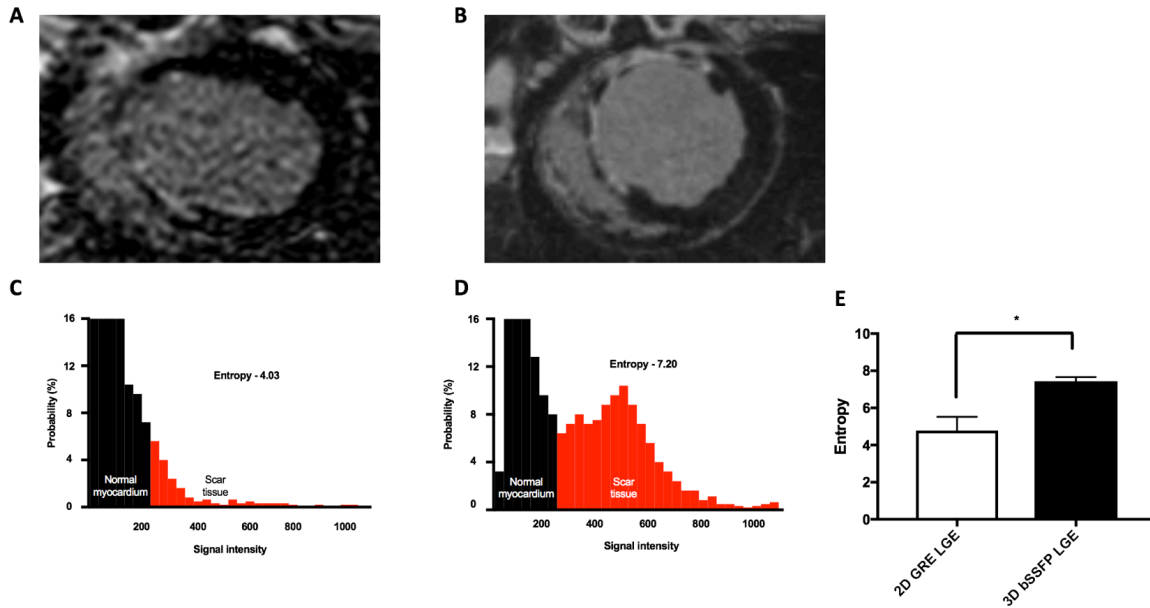 A
B
C
16
12
8
4
0
Probability (%)
Entropy - 4.03
Normal
myocardium
Scar
tissue
200
400
600
800
1000
Signal intensity
D
16
12
8
4
0
Probability (%)
Entropy - 7.20
Normal
myocardium
Scar
tissue
200
400
600
800
1000
Signal intensity
E
10
8
6
4
2
0
Entropy
*
2D GRE LGE
3D bSSFP LGE